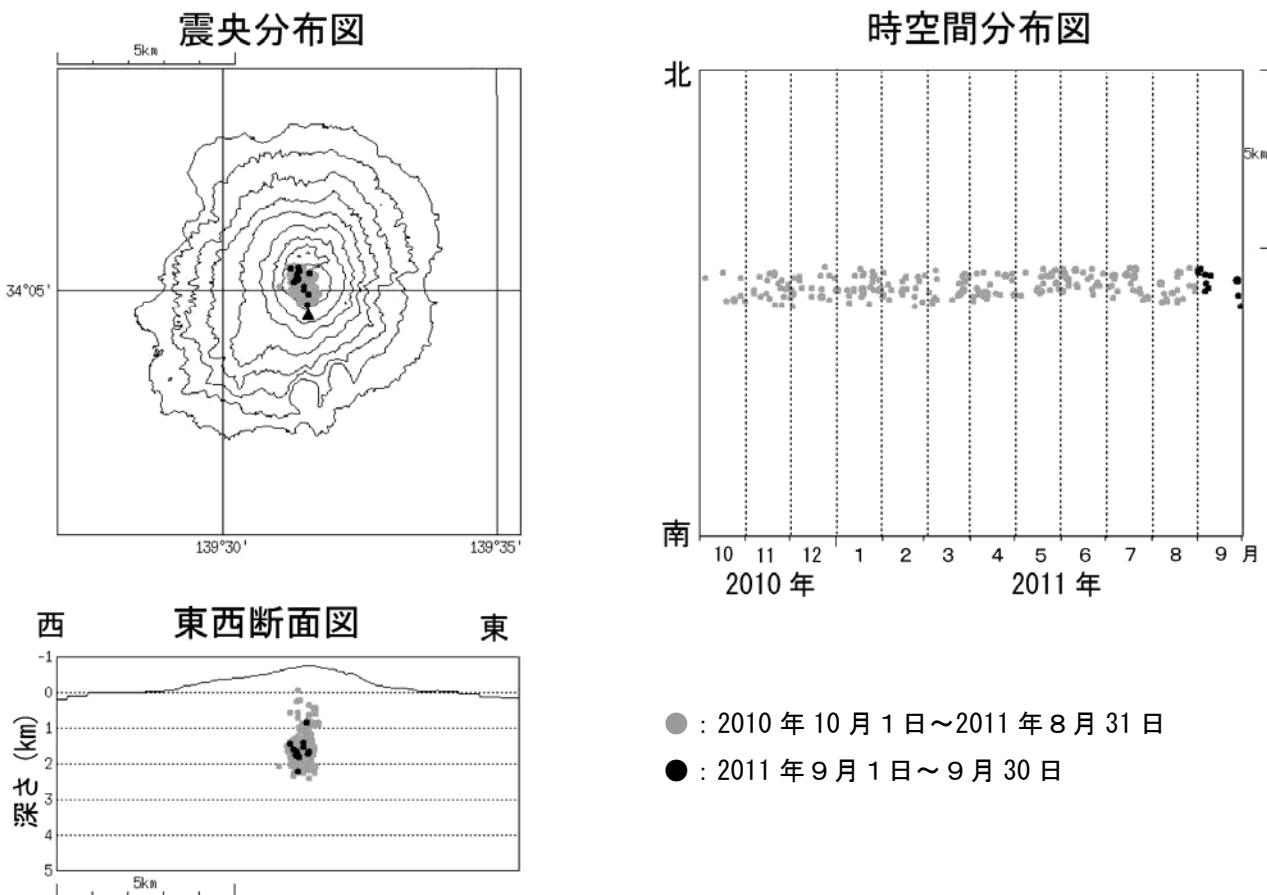 震央分布図
5km
34°05'
139°30'
139°35'
時空間分布図
北
5km
南
10 11 12 1 2 3 4 5 6 7 8 9 月
2010 年 2011 年
西 東西断面図 東
深さ (km)
-1
0
1
2
3
4
5
5km
● : 2010 年 10 月 1 日～2011 年 8 月 31 日
● : 2011 年 9 月 1 日～ 9 月 30 日